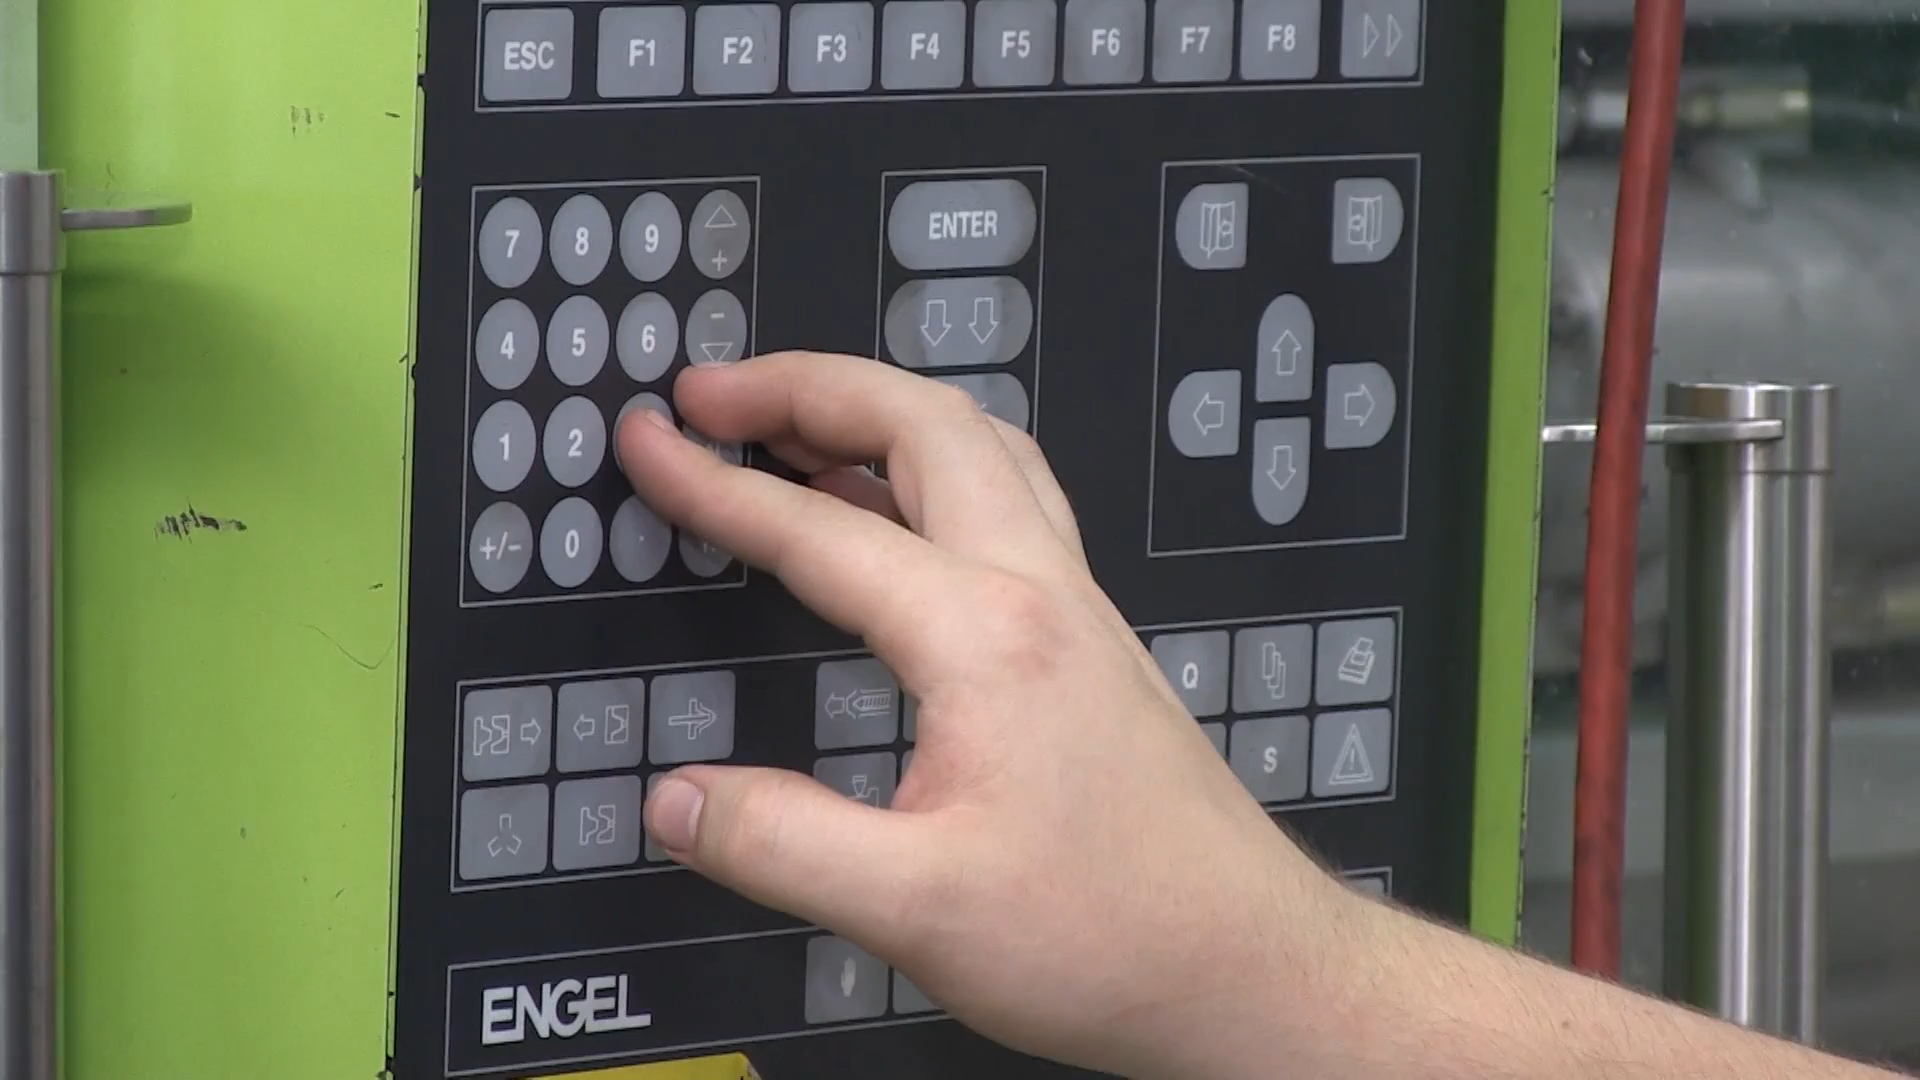 ESC F1 F2 F3 F4 F5 F6 F7 F8
7 8 9 +
ENTER
4 5 6 -
1 2
+/- 0 .
Q
S
ENGEL